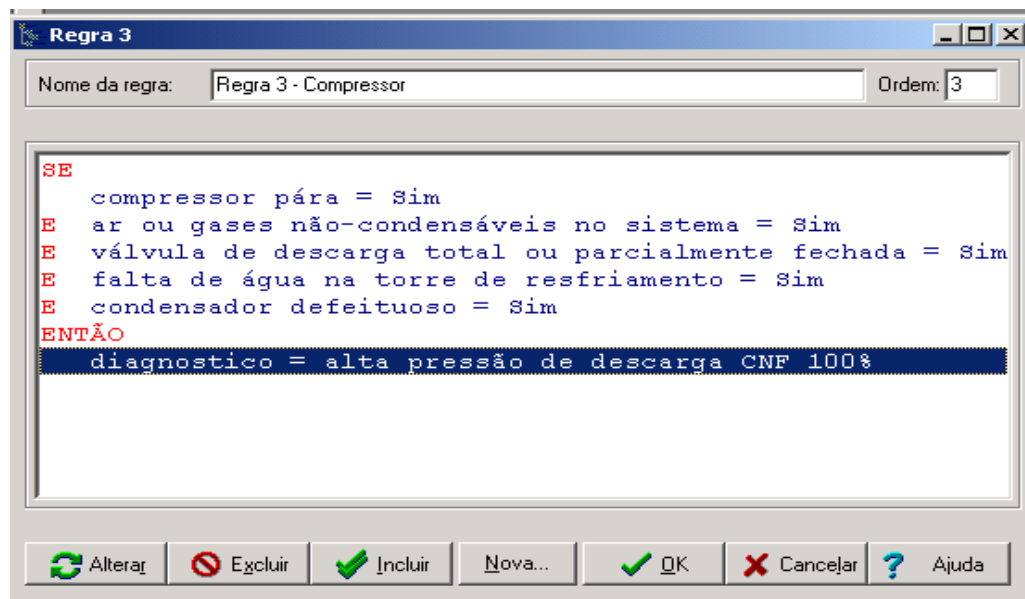 Regra 3
Nome da regra: Regra 3 - Compressor Ordem: 3
SE
compressor pára = Sim
E ar ou gases não-condensáveis no sistema = Sim
E válvula de descarga total ou parcialmente fechada = Sim
E falta de água na torre de resfriamento = Sim
E condensador defeituoso = Sim
ENTÃO
diagnostico = alta pressão de descarga CNF 100%
Alterar Excluir Incluir Nova... OK Cancelar Ajuda